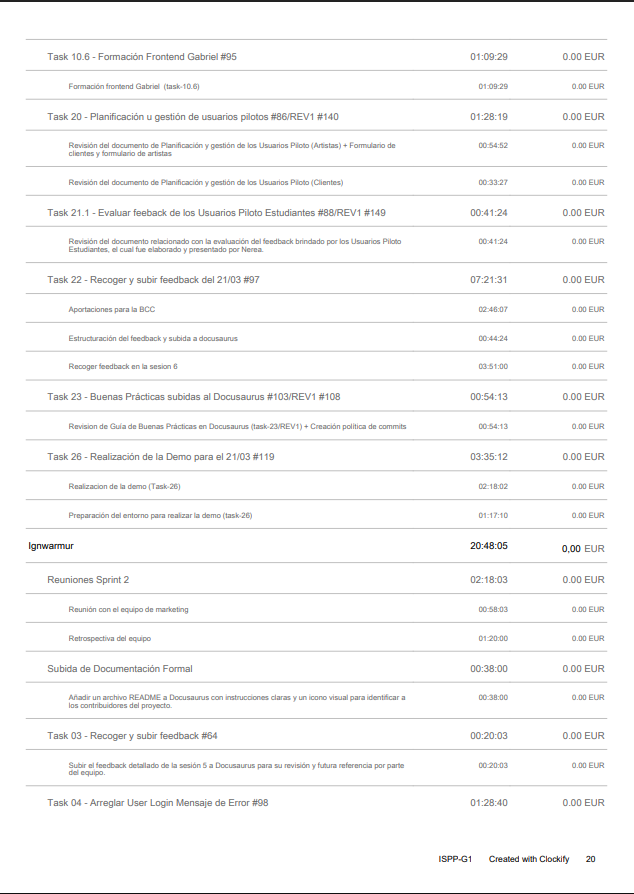 Task 10.6 - Formación Frontend Gabriel #95 01:09:29 0.00 EUR
Formación frontend Gabriel (task-10.6) 01:09:29 0.00 EUR
Task 20 - Planificación u gestión de usuarios pilotos #86/REV1 #140 01:28:19 0.00 EUR
Revisión del documento de Planificación y gestión de los Usuarios Piloto (Artistas) + Formulario de 00:54:52 0.00 EUR
clientes y formulario de artistas
Revisión del documento de Planificación y gestión de los Usuarios Piloto (Clientes) 00:33:27 0.00 EUR
Task 21.1 - Evaluar feeback de los Usuarios Piloto Estudiantes #88/REV1 #149 00:41:24 0.00 EUR
Revisión del documento relacionado con la evaluación del feedback brindado por los Usuarios Piloto 00:41:24 0.00 EUR
Estudiantes, el cual fue elaborado y presentado por Nerea.
Task 22 - Recoger y subir feedback del 21/03 #97 07:21:31 0.00 EUR
Aportaciones para la BCC 02:46:07 0.00 EUR
Estructuración del feedback y subida a docusaurus 00:44:24 0.00 EUR
Recoger feedback en la sesion 6 03:51:00 0.00 EUR
Task 23 - Buenas Prácticas subidas al Docusaurus #103/REV1 #108 00:54:13 0.00 EUR
Revision de Guía de Buenas Prácticas en Docusaurus (task-23/REV1) + Creación política de commits 00:54:13 0.00 EUR
Task 26 - Realización de la Demo para el 21/03 #119 03:35:12 0.00 EUR
Realizacion de la demo (Task-26) 02:18:02 0.00 EUR
Preparación del entorno para realizar la demo (task-26) 01:17:10 0.00 EUR
Ignwarmur 20:48:05 0,00 EUR
Reuniones Sprint 2 02:18:03 0.00 EUR
Reunión con el equipo de marketing 00:58:03 0.00 EUR
Retrospectiva del equipo 01:20:00 0.00 EUR
Subida de Documentación Formal 00:38:00 0.00 EUR
Añadir un archivo README a Docusaurus con instrucciones claras y un icono visual para identificar a 00:38:00 0.00 EUR
los contribuidores del proyecto.
Task 03 - Recoger y subir feedback #64 00:20:03 0.00 EUR
Subir el feedback detallado de la sesión 5 a Docusaurus para su revisión y futura referencia por parte 00:20:03 0.00 EUR
del equipo.
Task 04 - Arreglar User Login Mensaje de Error #98 01:28:40 0.00 EUR
ISPP-G1 Created with Clockify 20